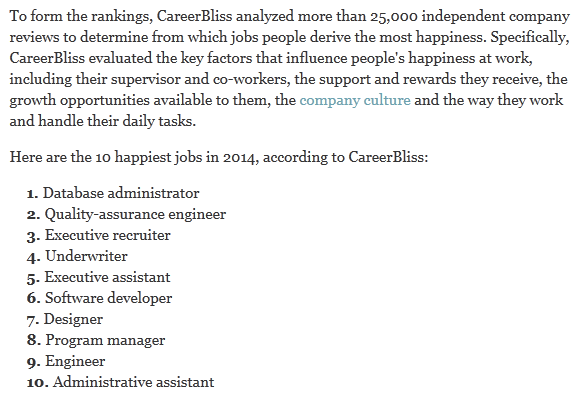 To form the rankings, CareerBliss analyzed more than 25,000 independent company
reviews to determine from which jobs people derive the most happiness. Specifically,
CareerBliss evaluated the key factors that influence people's happiness at work,
including their supervisor and co-workers, the support and rewards they receive, the
growth opportunities available to them, the company culture and the way they work
and handle their daily tasks.
Here are the 10 happiest jobs in 2014, according to CareerBliss:
1. Database administrator
2. Quality-assurance engineer
3. Executive recruiter
4. Underwriter
5. Executive assistant
6. Software developer
7. Designer
8. Program manager
9. Engineer
10. Administrative assistant